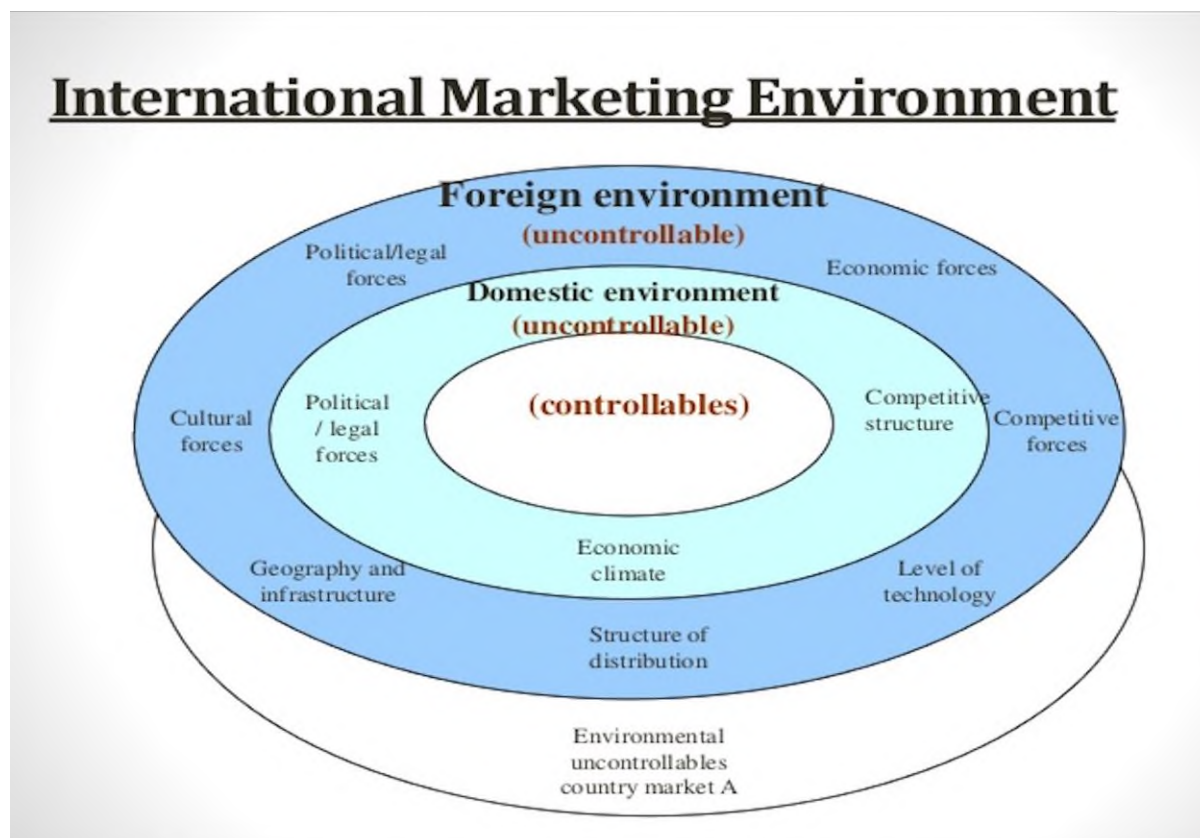 International Marketing Environment
Foreign environment
(uncontrollable)
Political/legal
forces
Economic forces
Domestic environment
(uncontrollable)
Cultural
forces
Political
/ legal
forces
(controllables)
Competitive
structure
Competitive
forces
Geography and
infrastructure
Economic
climate
Level of
technology
Structure of
distribution
Environmental
uncontrollables
country market A